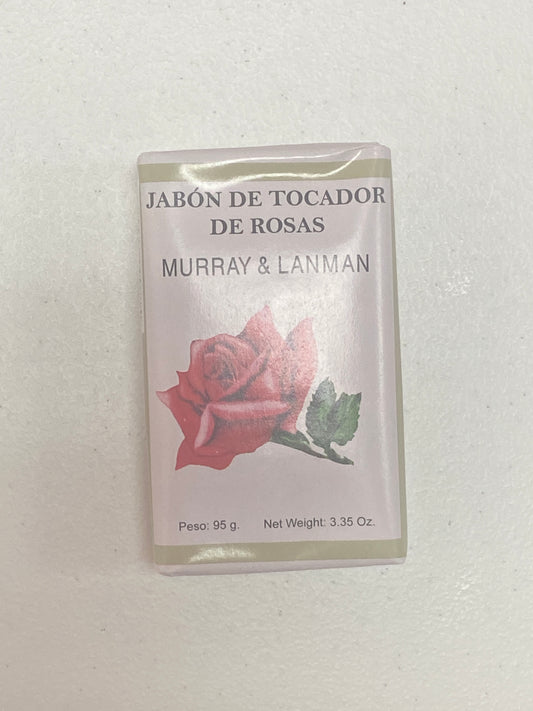 JABÓN DE TOCADOR
DE ROSAS
MURRAY & LANMAN
Peso: 95 g. Net Weight: 3.35 Oz.